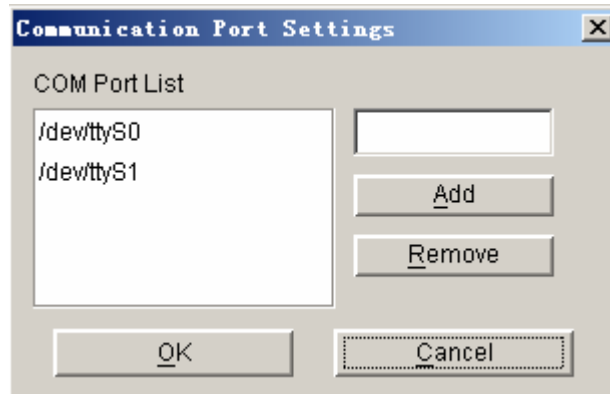 Communication Port Settings
COM Port List
/dev/ttyS0
/dev/ttyS1
Add
Remove
OK
Cancel